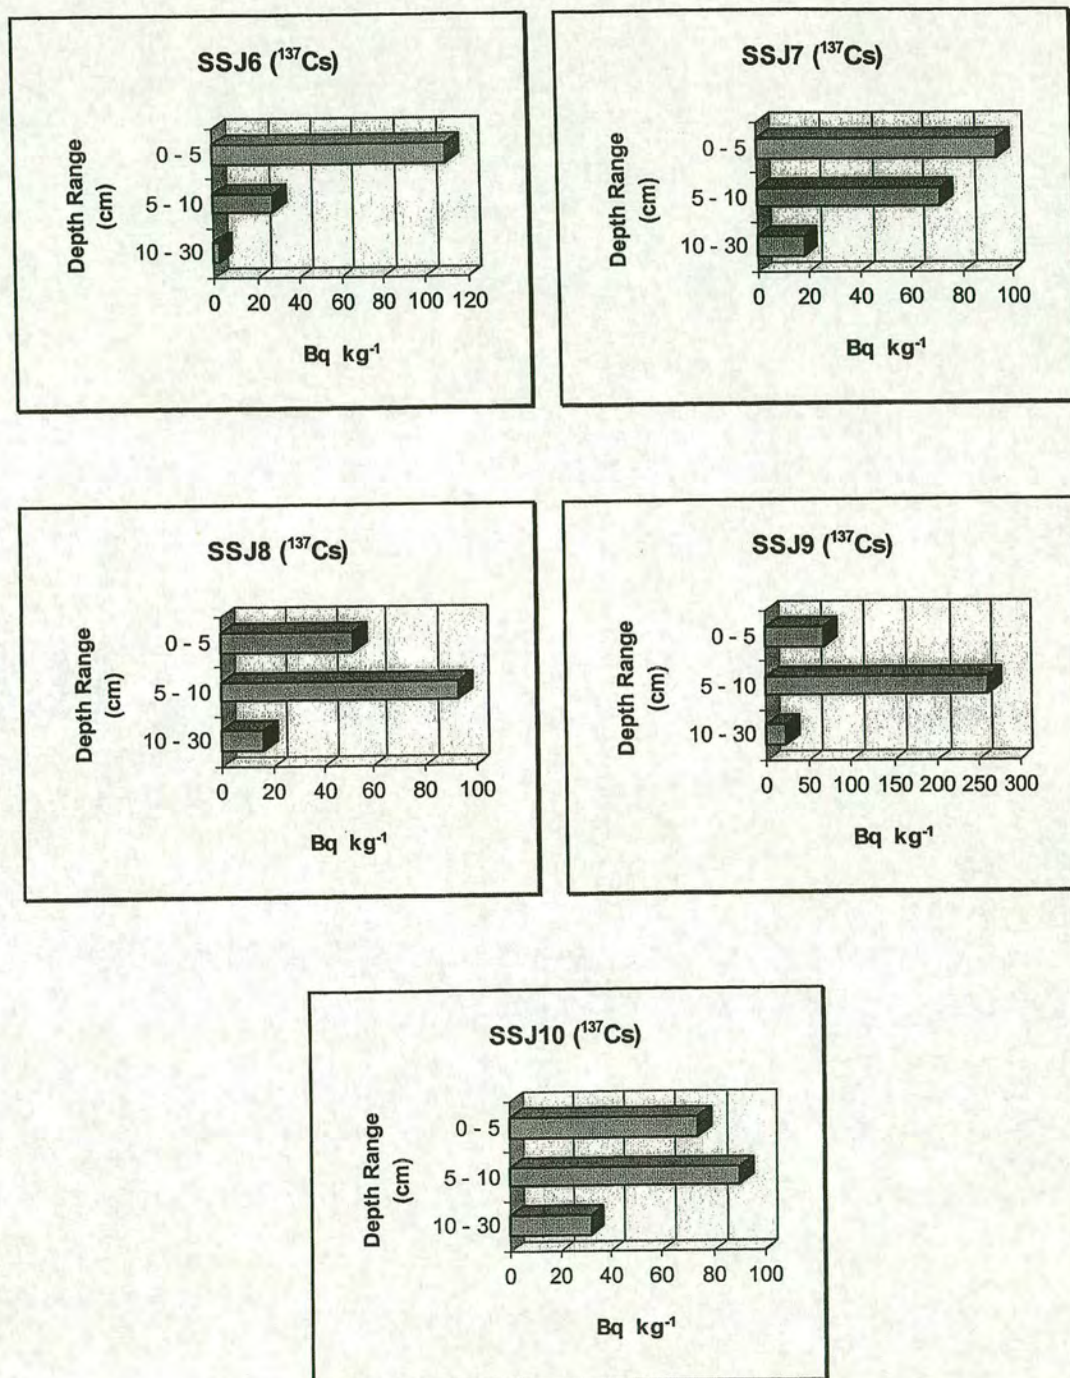 SSJ6 (¹³⁷Cs)
Depth Range
(cm)
0 - 5
5 - 10
10 - 30
0 20 40 60 80 100 120
Bq kg⁻¹
SSJ7 (¹³⁷Cs)
Depth Range
(cm)
0 - 5
5 - 10
10 - 30
0 20 40 60 80 100
Bq kg⁻¹
SSJ8 (¹³⁷Cs)
Depth Range
(cm)
0 - 5
5 - 10
10 - 30
0 20 40 60 80 100
Bq kg⁻¹
SSJ9 (¹³⁷Cs)
Depth Range
(cm)
0 - 5
5 - 10
10 - 30
0 50 100 150 200 250 300
Bq kg⁻¹
SSJ10 (¹³⁷Cs)
Depth Range
(cm)
0 - 5
5 - 10
10 - 30
0 20 40 60 80 100
Bq kg⁻¹